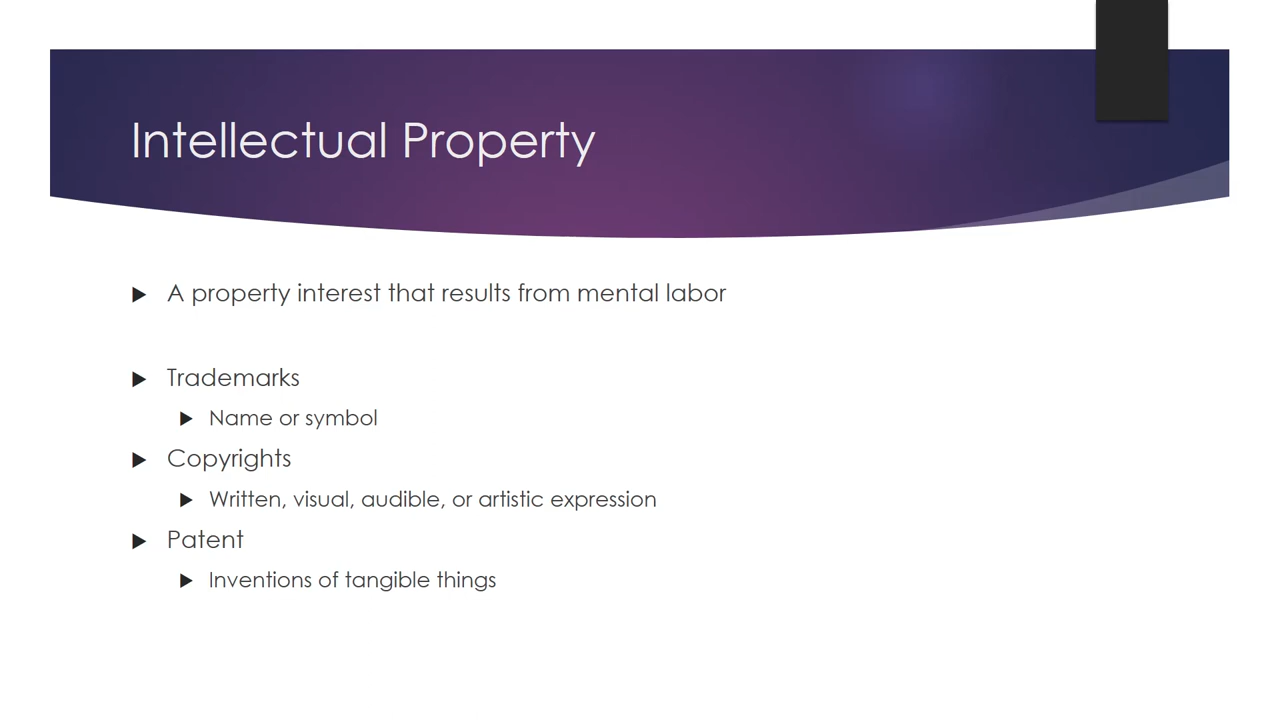 Intellectual Property
A property interest that results from mental labor
Trademarks
Name or symbol
Copyrights
Written, visual, audible, or artistic expression
Patent
Inventions of tangible things